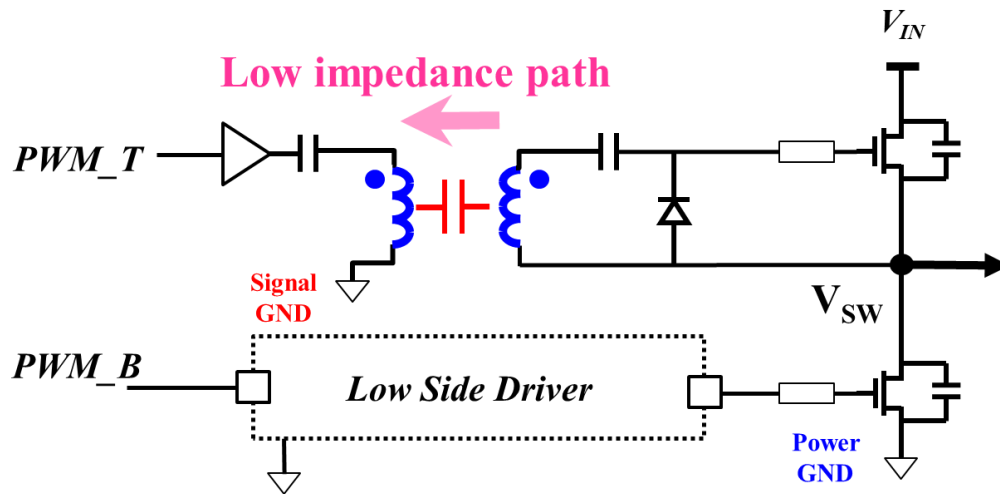 V_IN
Low impedance path
PWM_T
Signal
GND
V_SW
PWM_B
Low Side Driver
Power
GND